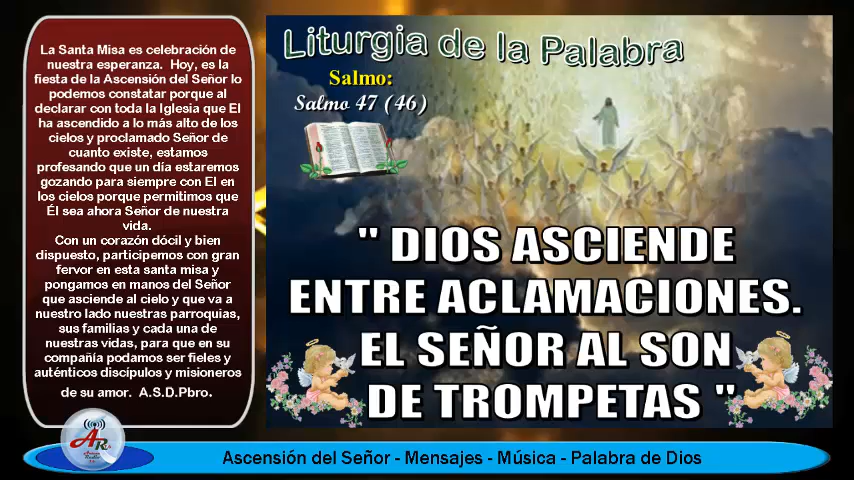 La Santa Misa es celebración de
nuestra esperanza. Hoy, es la
fiesta de la Ascensión del Señor lo
podemos constatar porque al
declarar con toda la Iglesia que El
ha ascendido a lo más alto de los
cielos y proclamado Señor de
cuanto existe, estamos
profesando que un día estaremos
gozando para siempre con El en
los cielos porque permitimos que
Él sea ahora Señor de nuestra
vida.
Con un corazón dócil y bien
dispuesto, participemos con gran
fervor en esta santa misa y
pongamos en manos del Señor
que asciende al cielo y que va a
nuestro lado nuestras parroquias,
sus familias y cada una de
nuestras vidas, para que en su
compañía podamos ser fieles y
auténticos discípulos y misioneros
de su amor. A.S.D.Pbro.
Liturgia de la Palabra
Salmo:
Salmo 47 (46)
" DIOS ASCIENDE
ENTRE ACLAMACIONES.
EL SEÑOR AL SON
DE TROMPETAS "
Ascensión del Señor - Mensajes - Música - Palabra de Dios